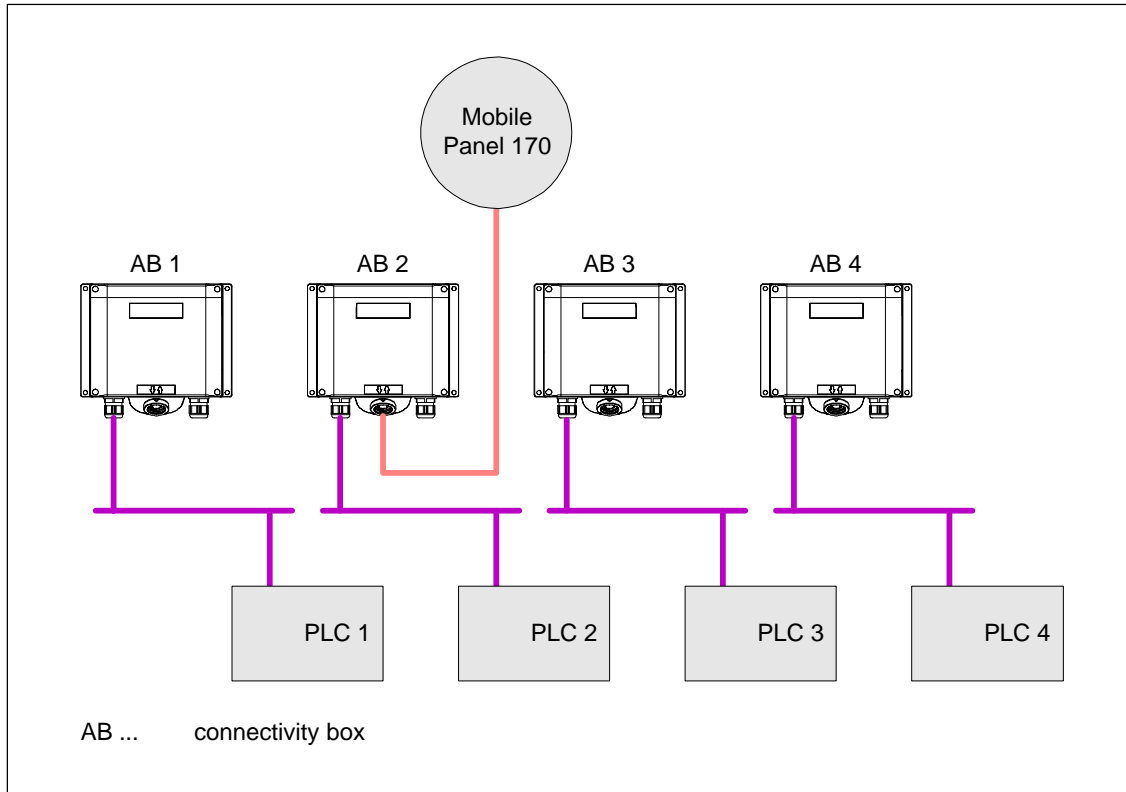 Mobile
Panel 170
AB 1
AB 2
AB 3
AB 4
PLC 1
PLC 2
PLC 3
PLC 4
AB ... connectivity box